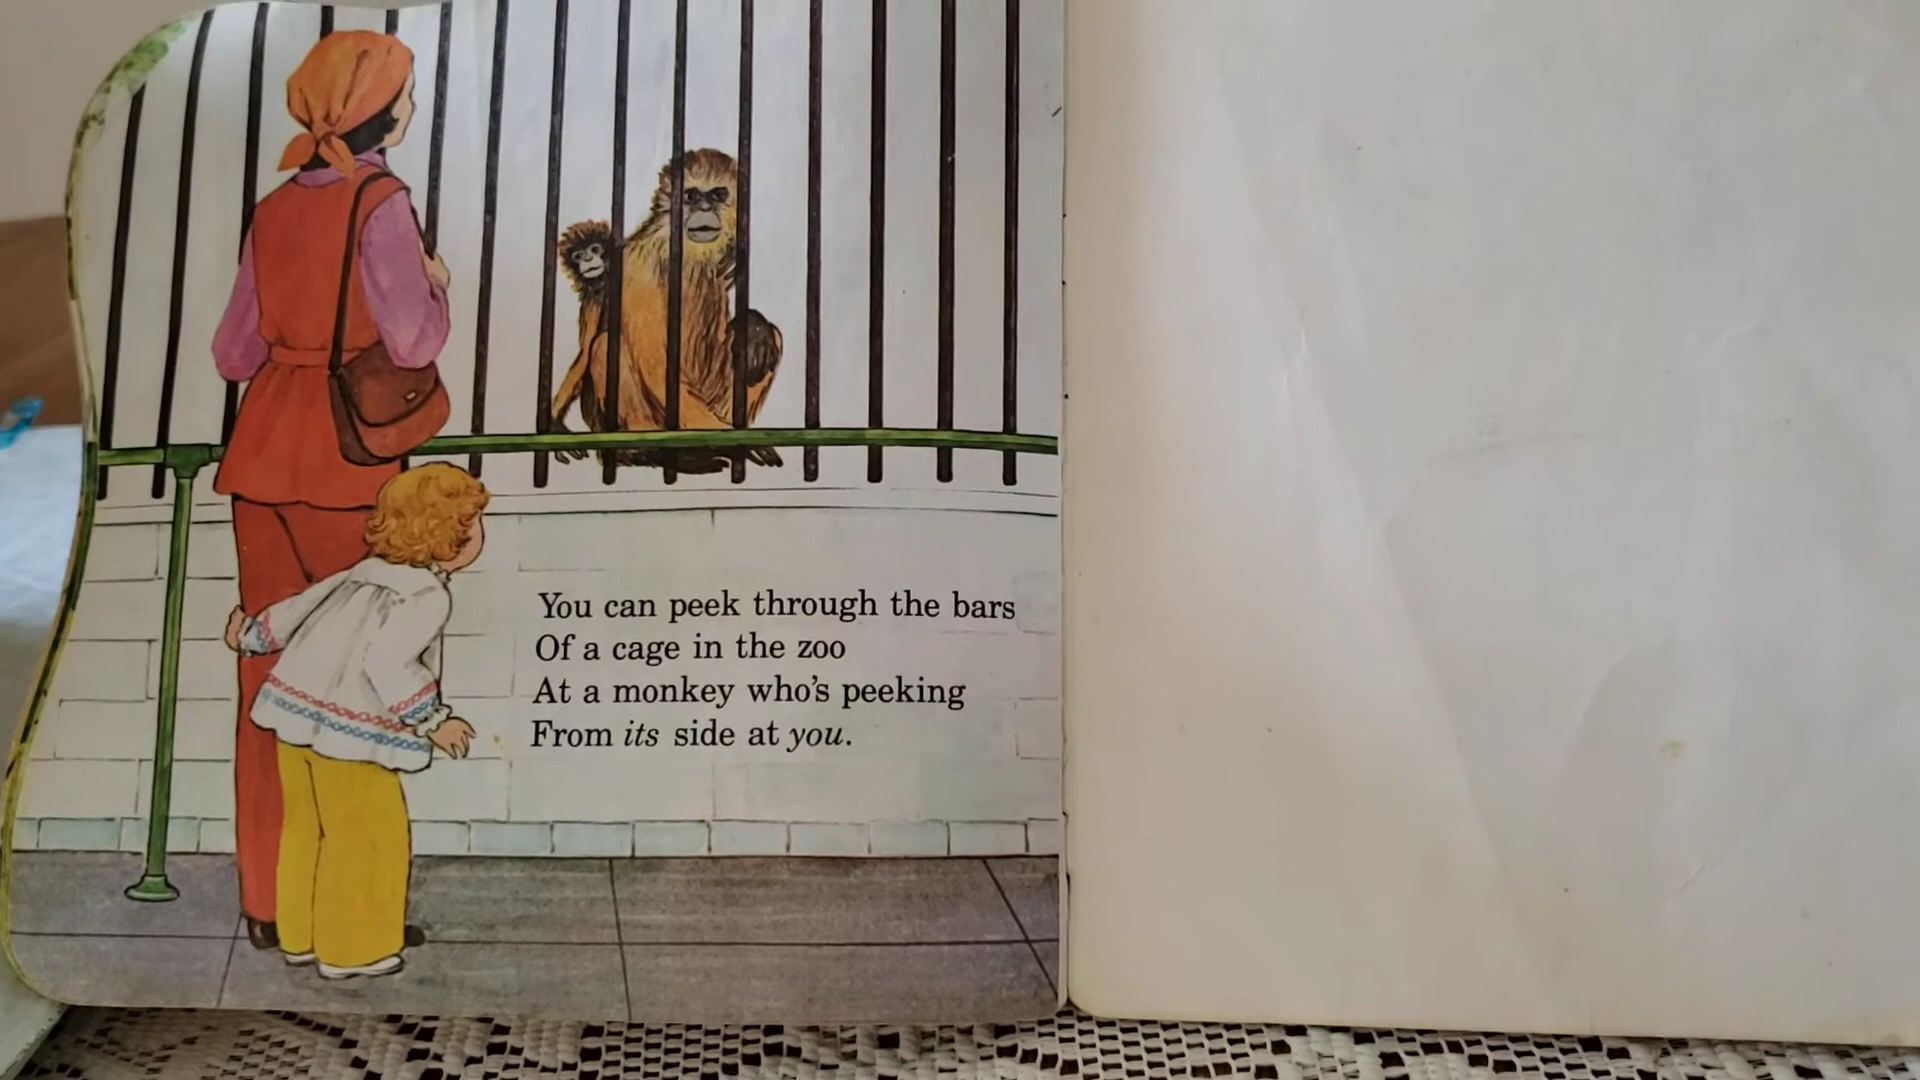 You can peek through the bars
Of a cage in the zoo
At a monkey who's peeking
From its side at you.